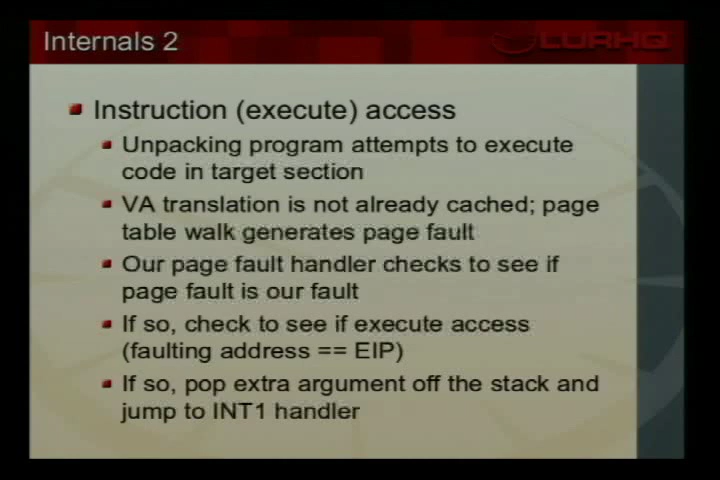 Internals 2
LURHQ
Instruction (execute) access
Unpacking program attempts to execute
code in target section
VA translation is not already cached; page
table walk generates page fault
Our page fault handler checks to see if
page fault is our fault
If so, check to see if execute access
(faulting address == EIP)
If so, pop extra argument off the stack and
jump to INT1 handler